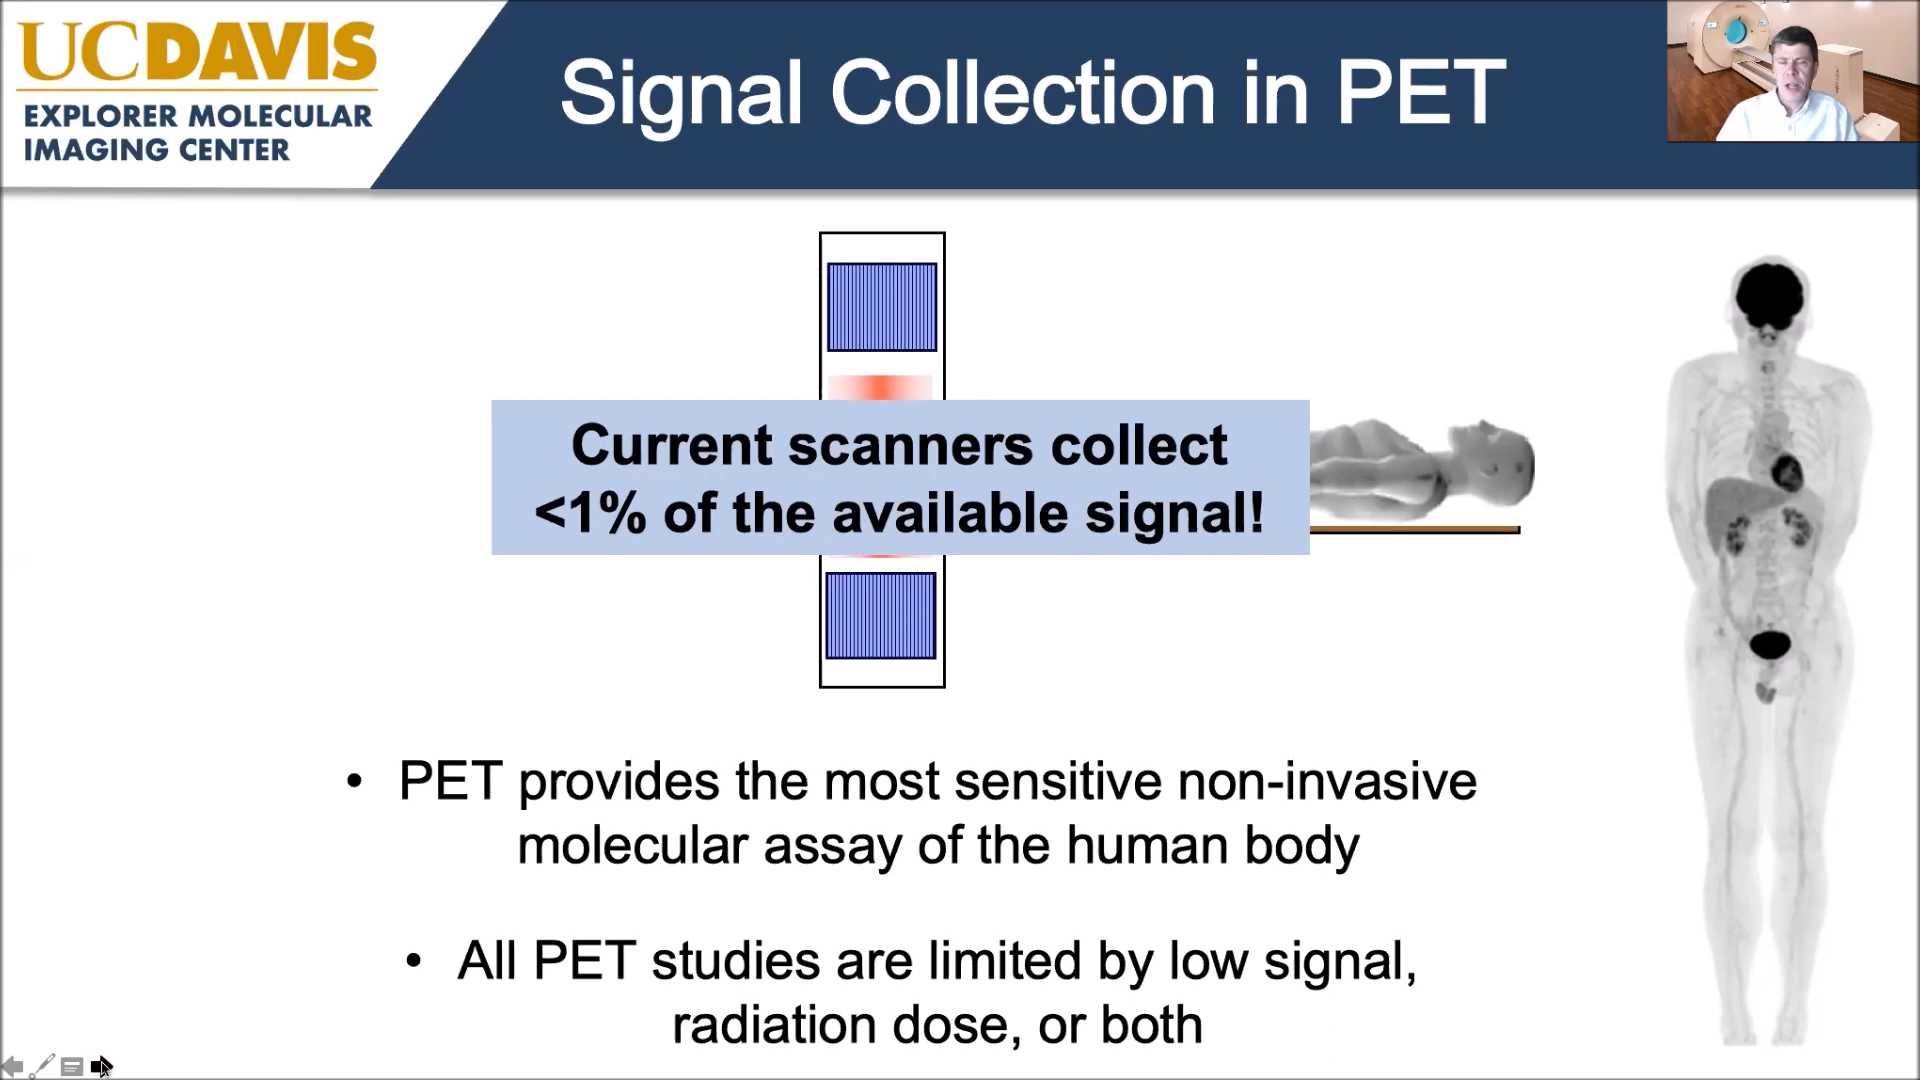 UCDAVIS
EXPLORER MOLECULAR
IMAGING CENTER
Signal Collection in PET
Current scanners collect
<1% of the available signal!
• PET provides the most sensitive non-invasive
molecular assay of the human body
• All PET studies are limited by low signal,
radiation dose, or both